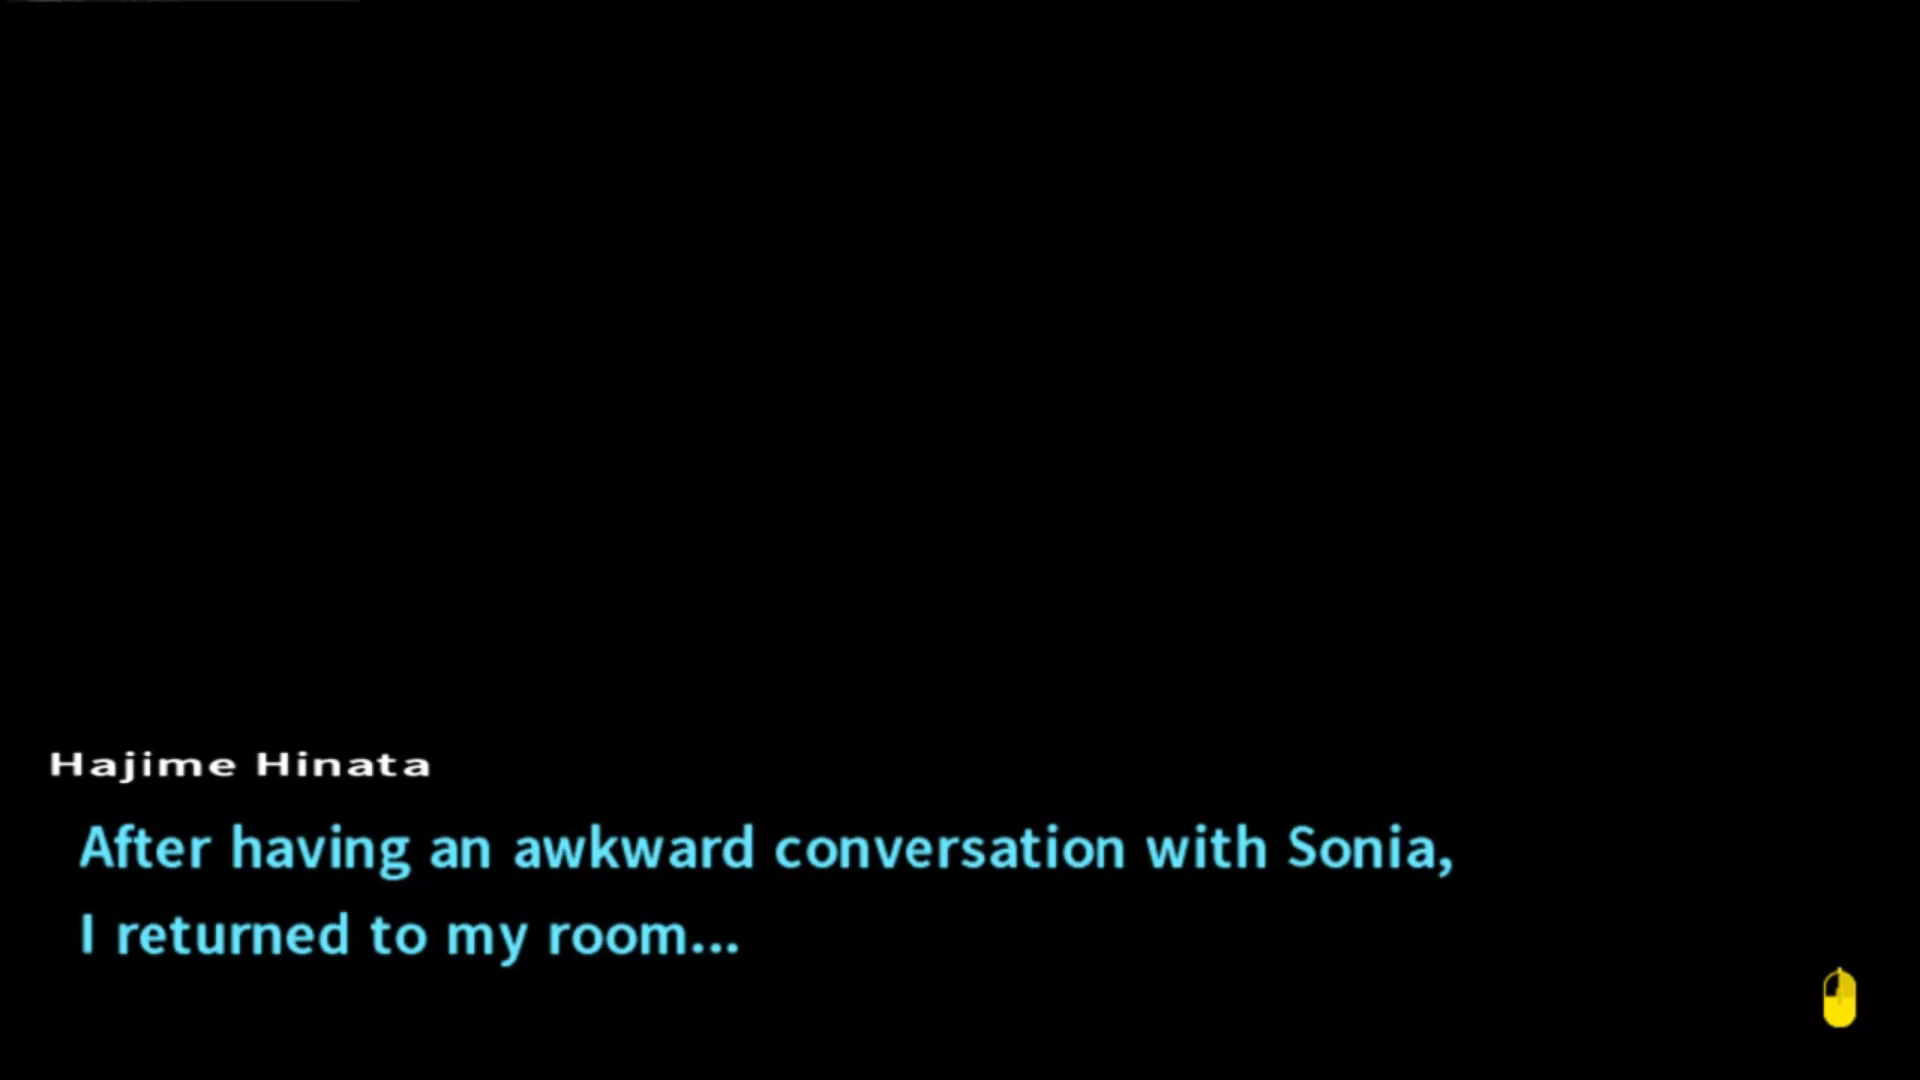 Hajime Hinata
After having an awkward conversation with Sonia,
I returned to my room...